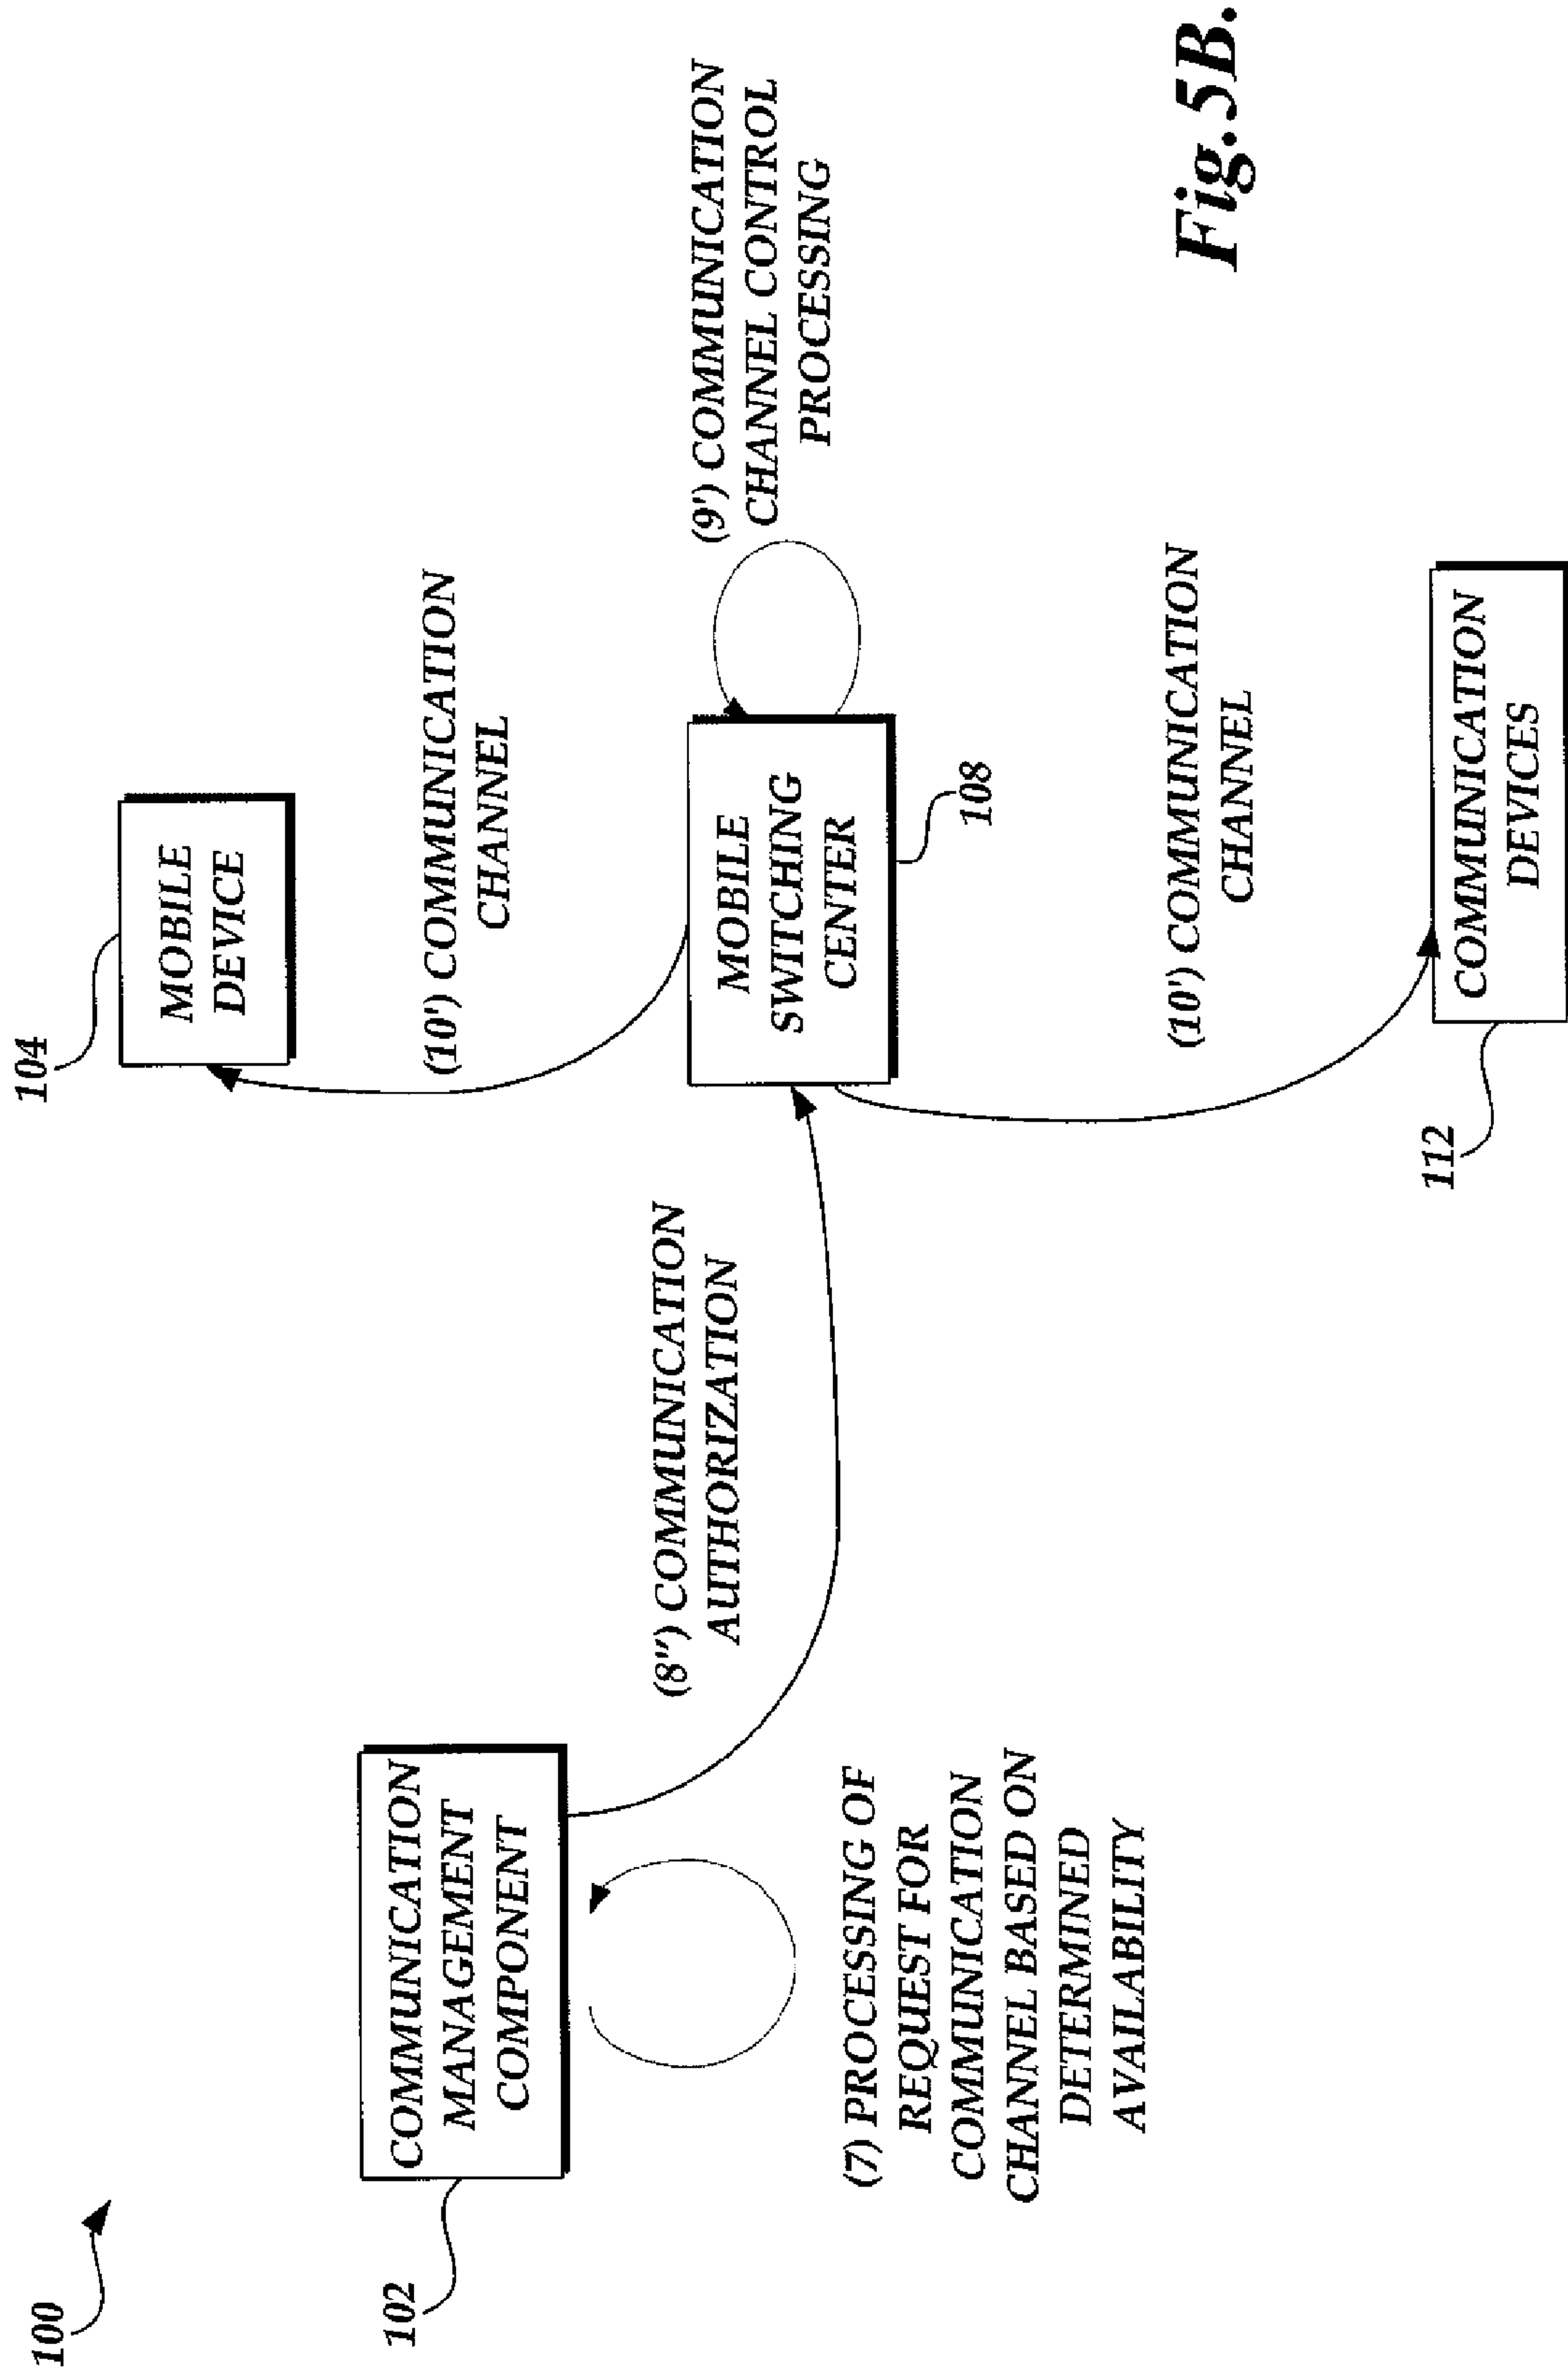 100
102
COMMUNICATION
MANAGEMENT
COMPONENT
(7) PROCESSING OF
REQUEST FOR
COMMUNICATION
CHANNEL BASED ON
DETERMINED
AVAILABILITY
(8'') COMMUNICATION
AUTHORIZATION
104
MOBILE
DEVICE
(10') COMMUNICATION
CHANNEL
MOBILE
SWITCHING
CENTER
108
(9') COMMUNICATION
CHANNEL CONTROL
PROCESSING
(10') COMMUNICATION
CHANNEL
112
COMMUNICATION
DEVICES
Fig.5B.